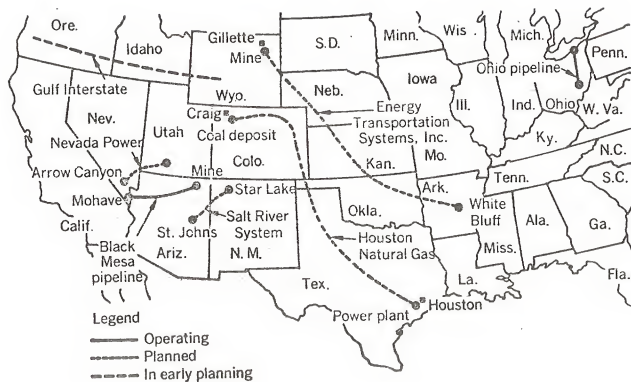 Ore.
Idaho
Gillette
Mine
S.D.
Minn.
Wis
Mich.
Penn.
Ohio pipeline
Gulf Interstate
Wyo.
Neb.
Iowa
Ill.
Ind.
Ohio
W. Va.
Nev.
Utah
Craig
Coal deposit
Colo.
Energy
Transportation
Systems, Inc.
Kan.
Mo.
Ky.
N.C.
Nevada Power
Arrow Canyon
Mine
Mohave
Star Lake
Ark.
Tenn.
S.C.
Calif.
St. Johns
Salt River
System
Okla.
White
Bluff
Ala.
Ga.
Black
Mesa
pipeline
Ariz.
N.M.
Houston
Natural Gas
Miss.
Tex.
La.
Fla.
Power plant
Houston
Legend
Operating
Planned
In early planning